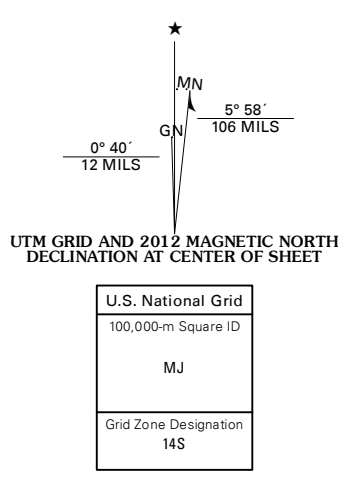 ★
MN
GN
5° 58´
106 MILS
0° 40´
12 MILS
UTM GRID AND 2012 MAGNETIC NORTH
DECLINATION AT CENTER OF SHEET
U.S. National Grid
100,000-m Square ID
MJ
Grid Zone Designation
14S